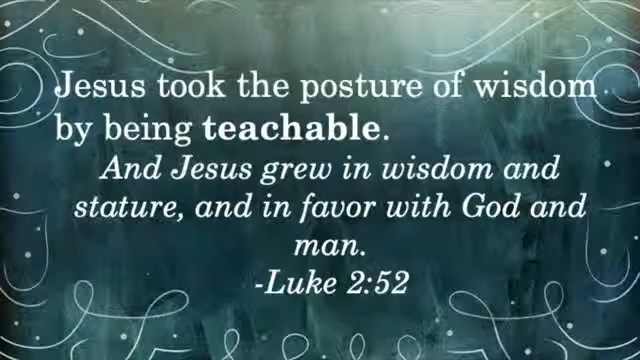 Jesus took the posture of wisdom
by being teachable.
And Jesus grew in wisdom and
stature, and in favor with God and
man.
-Luke 2:52